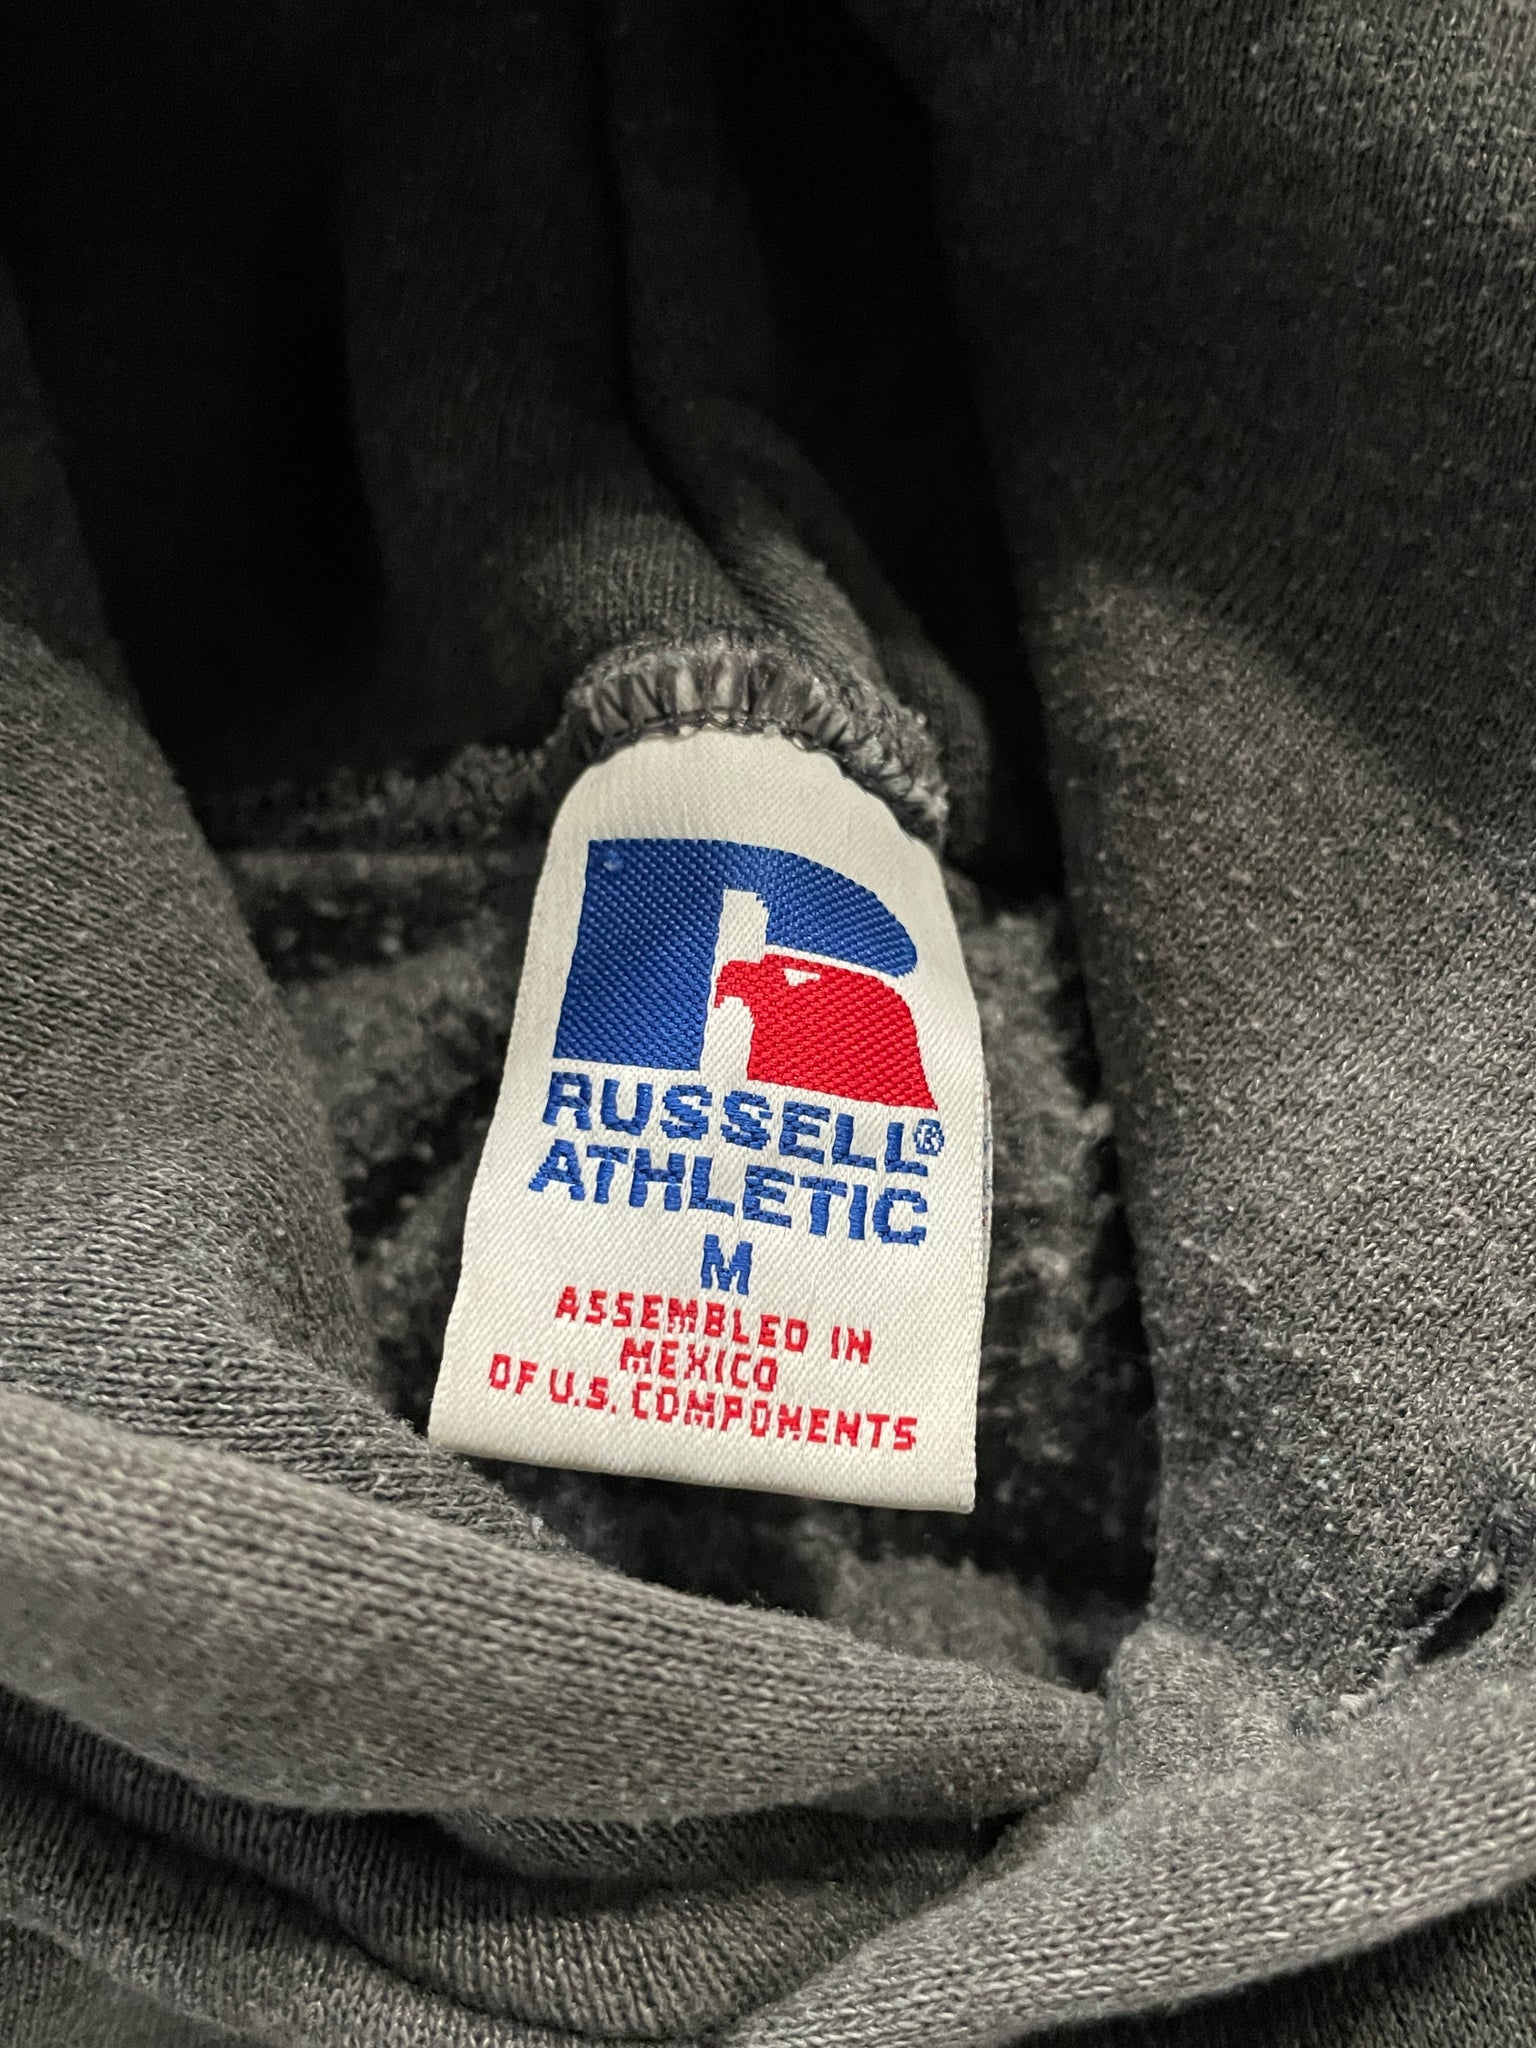 RUSSELL®
ATHLETIC
M
ASSEMBLED IN
MEXICO
OF U.S. COMPONENTS